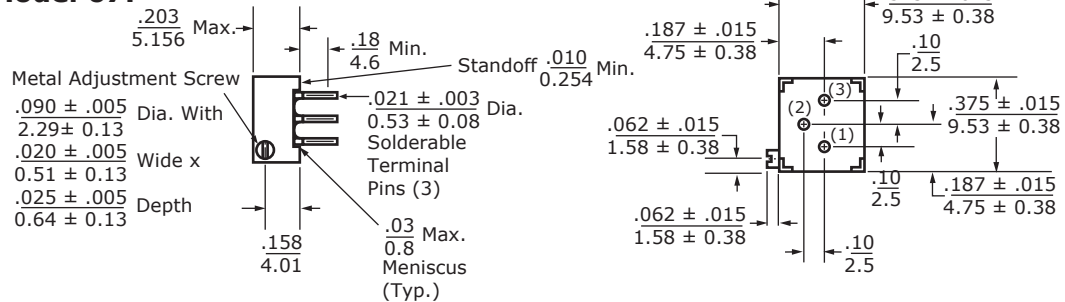 .203
5.156
Max.
.18
4.6
Min.
Standoff .010
0.254
Min.
Metal Adjustment Screw
.090 ± .005
2.29± 0.13
Dia. With
.020 ± .005
0.51 ± 0.13
Wide x
.025 ± .005
0.64 ± 0.13
Depth
.021 ± .003
0.53 ± 0.08
Dia.
Solderable
Terminal
Pins (3)
.158
4.01
.03
0.8
Max.
Meniscus
(Typ.)
9.53 ± 0.38
.187 ± .015
4.75 ± 0.38
.10
2.5
(3)
(2)
(1)
.375 ± .015
9.53 ± 0.38
.062 ± .015
1.58 ± 0.38
.10
2.5
.187 ± .015
4.75 ± 0.38
.062 ± .015
1.58 ± 0.38
.10
2.5